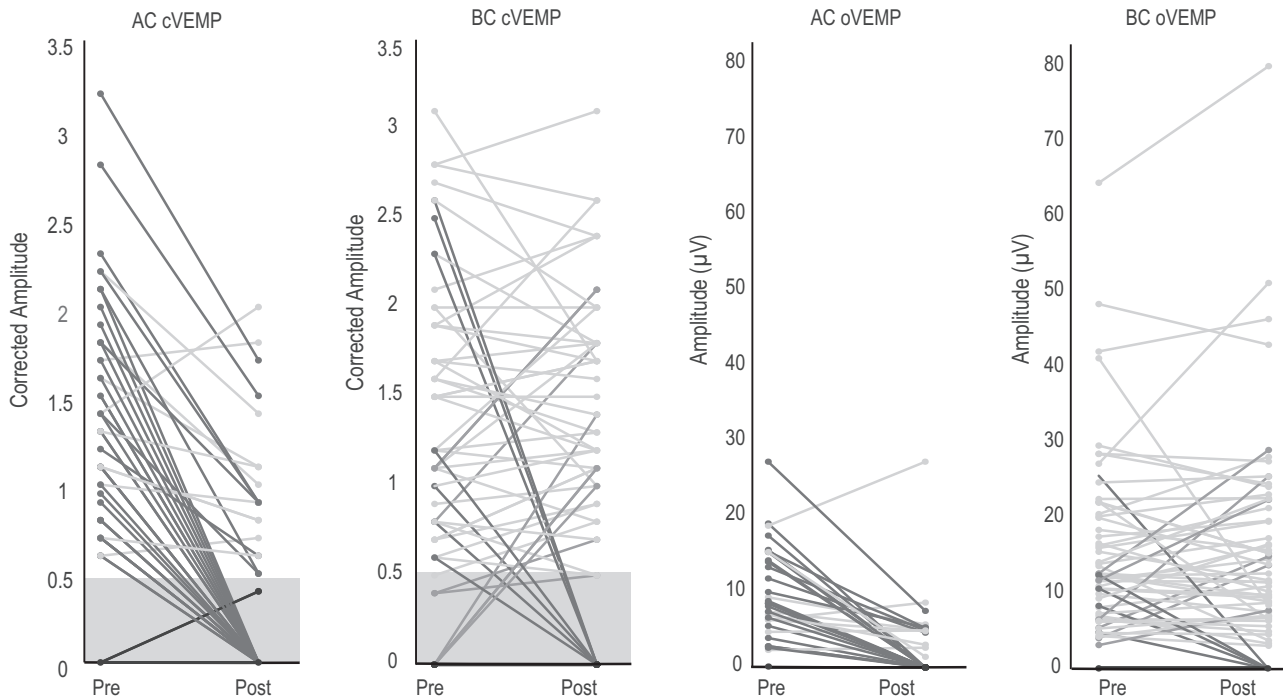 AC cVEMP
3.5
3
2.5
2
1.5
1
0.5
0
Corrected Amplitude
Pre Post
BC cVEMP
3.5
3
2.5
2
1.5
1
0.5
0
Corrected Amplitude
Pre Post
AC oVEMP
80
70
60
50
40
30
20
10
0
Amplitude (µV)
Pre Post
BC oVEMP
80
70
60
50
40
30
20
10
0
Amplitude (µV)
Pre Post